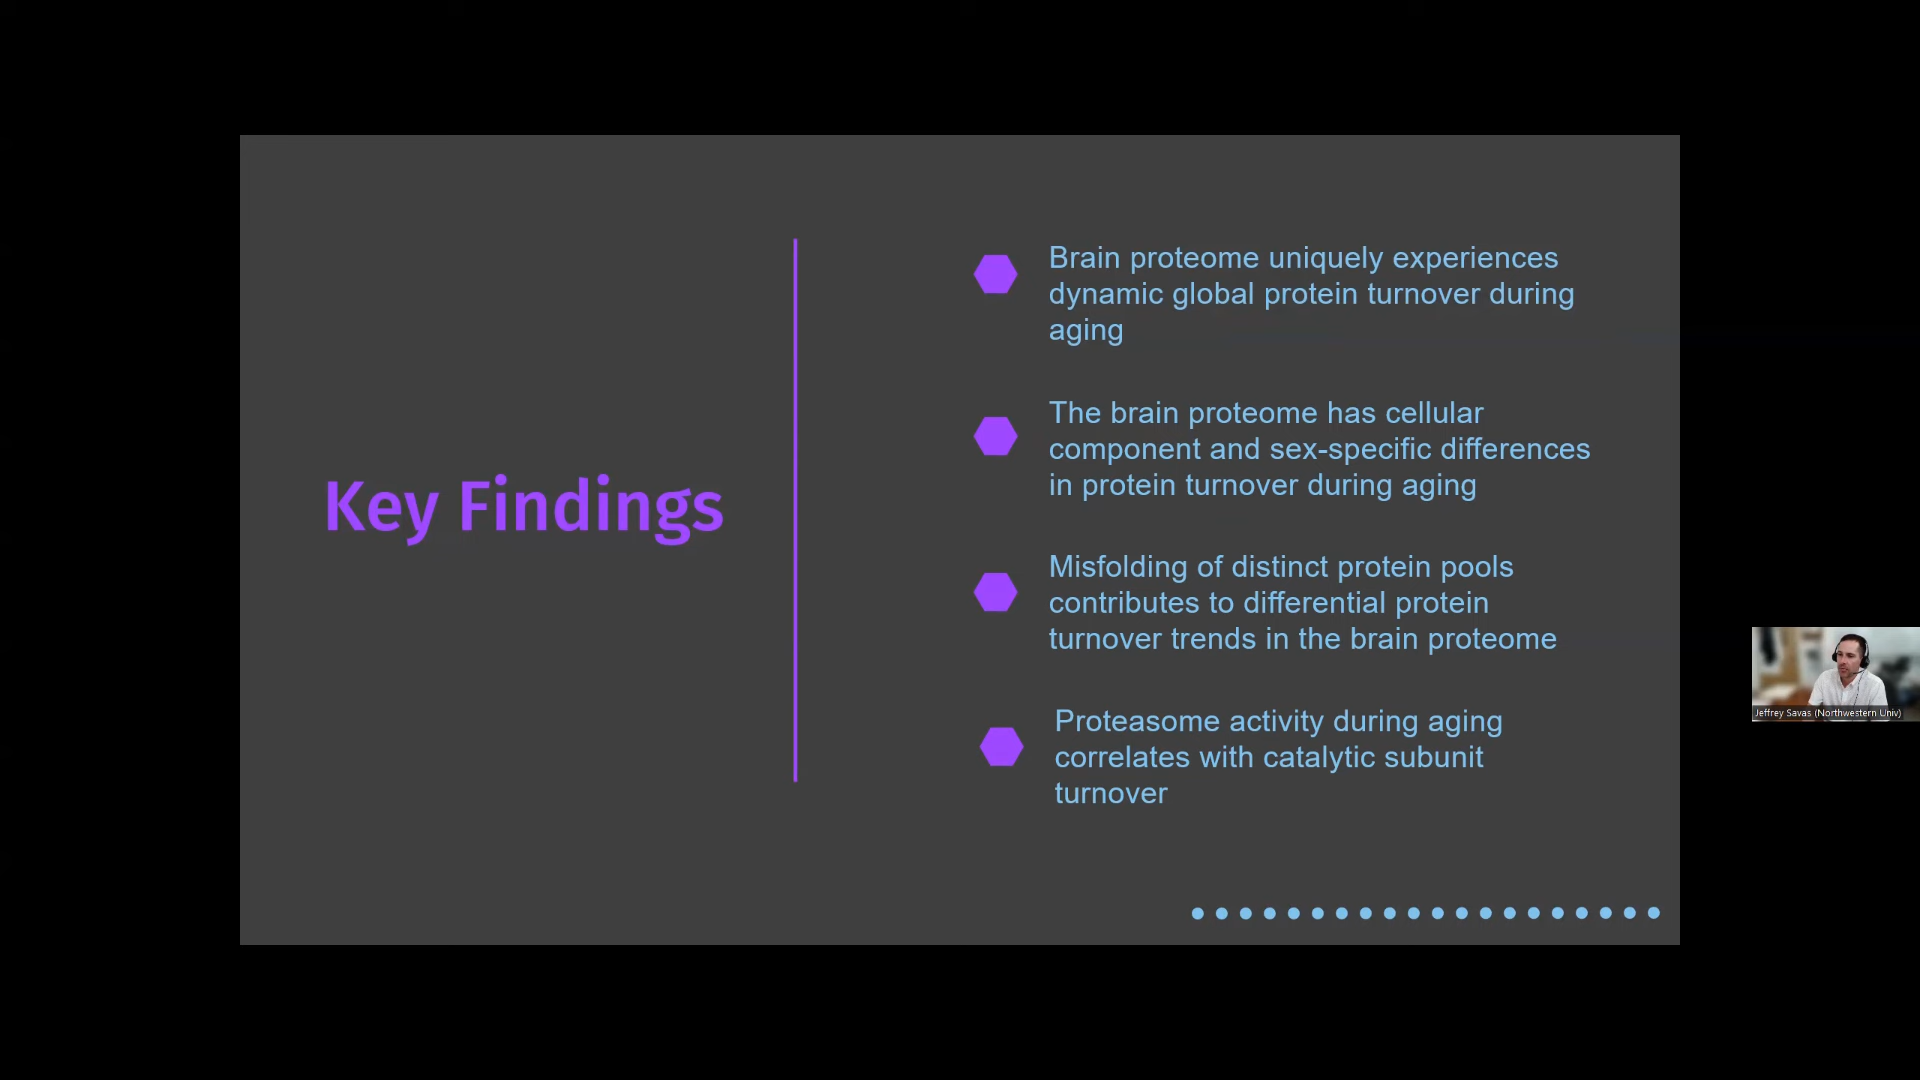 Key Findings
Brain proteome uniquely experiences
dynamic global protein turnover during
aging
The brain proteome has cellular
component and sex-specific differences
in protein turnover during aging
Misfolding of distinct protein pools
contributes to differential protein
turnover trends in the brain proteome
Proteasome activity during aging
correlates with catalytic subunit
turnover
Jeffrey Savas (Northwestern Univ)